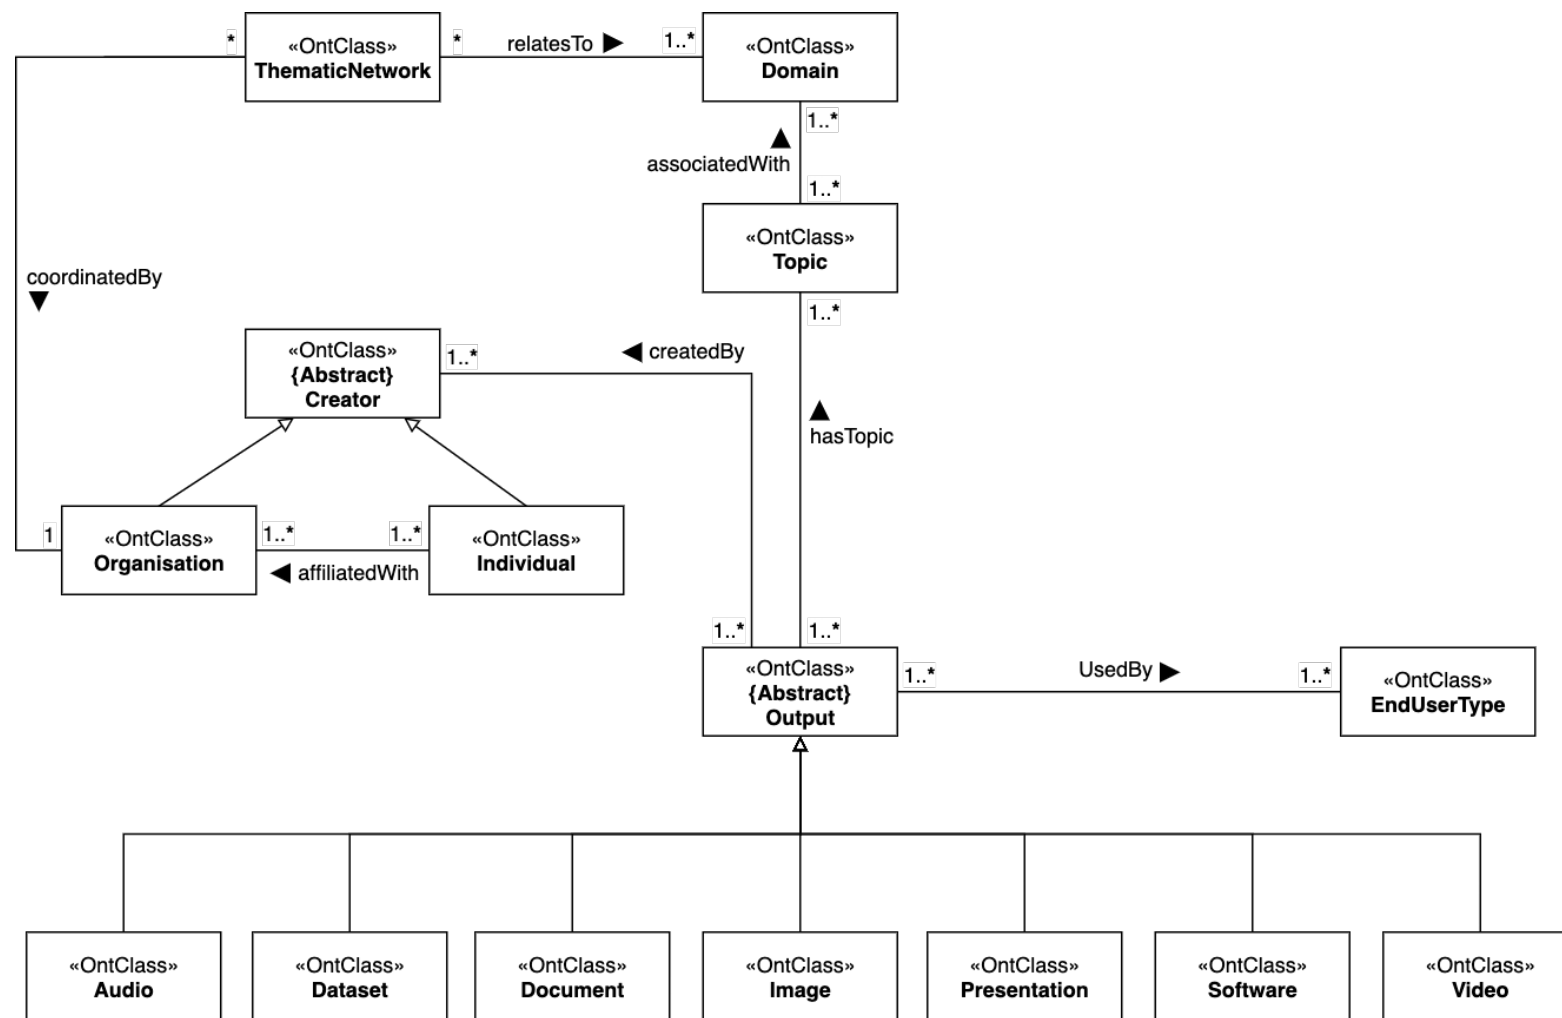 «OntClass»
ThematicNetwork
*
*
relatesTo ▶
1..*
«OntClass»
Domain
1..*
associatedWith ▲
1..*
«OntClass»
Topic
1..*
coordinatedBy
▼
«OntClass»
{Abstract}
Creator
1..*
◀ createdBy
▲
hasTopic
1
«OntClass»
Organisation
1..*
1..*
◀ affiliatedWith
«OntClass»
Individual
1..*
1..*
«OntClass»
{Abstract}
Output
1..*
UsedBy ▶
1..*
«OntClass»
EndUserType
«OntClass»
Audio
«OntClass»
Dataset
«OntClass»
Document
«OntClass»
Image
«OntClass»
Presentation
«OntClass»
Software
«OntClass»
Video